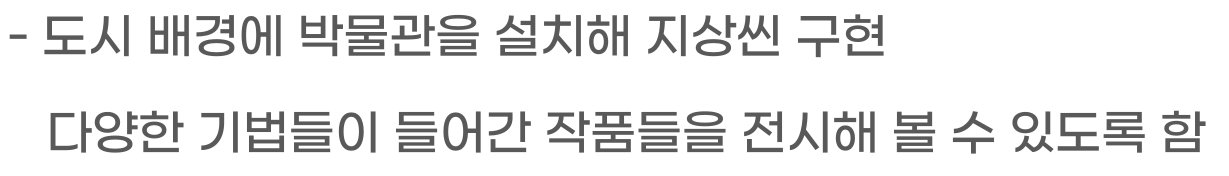 - 도시 배경에 박물관을 설치해 지상씬 구현
다양한 기법들이 들어간 작품들을 전시해 볼 수 있도록 함